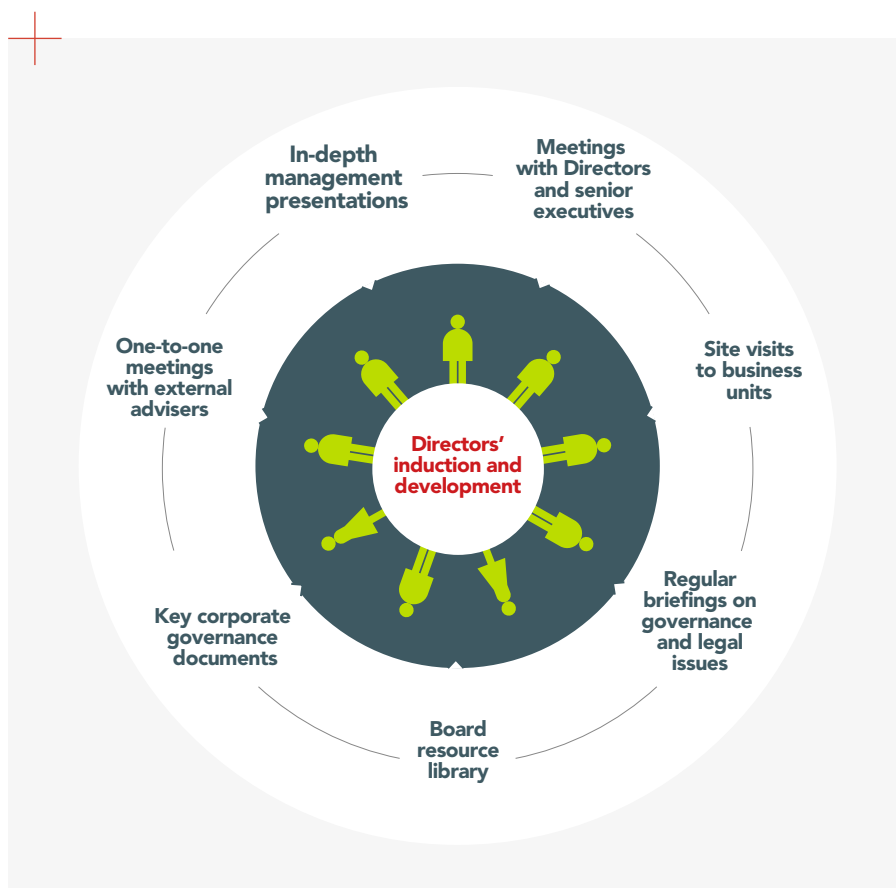 In-depth
management
presentations
Meetings
with Directors
and senior
executives
One-to-one
meetings
with external
advisers
Site visits
to business
units
Directors’
induction and
development
Key corporate
governance
documents
Regular
briefings on
governance
and legal
issues
Board
resource
library